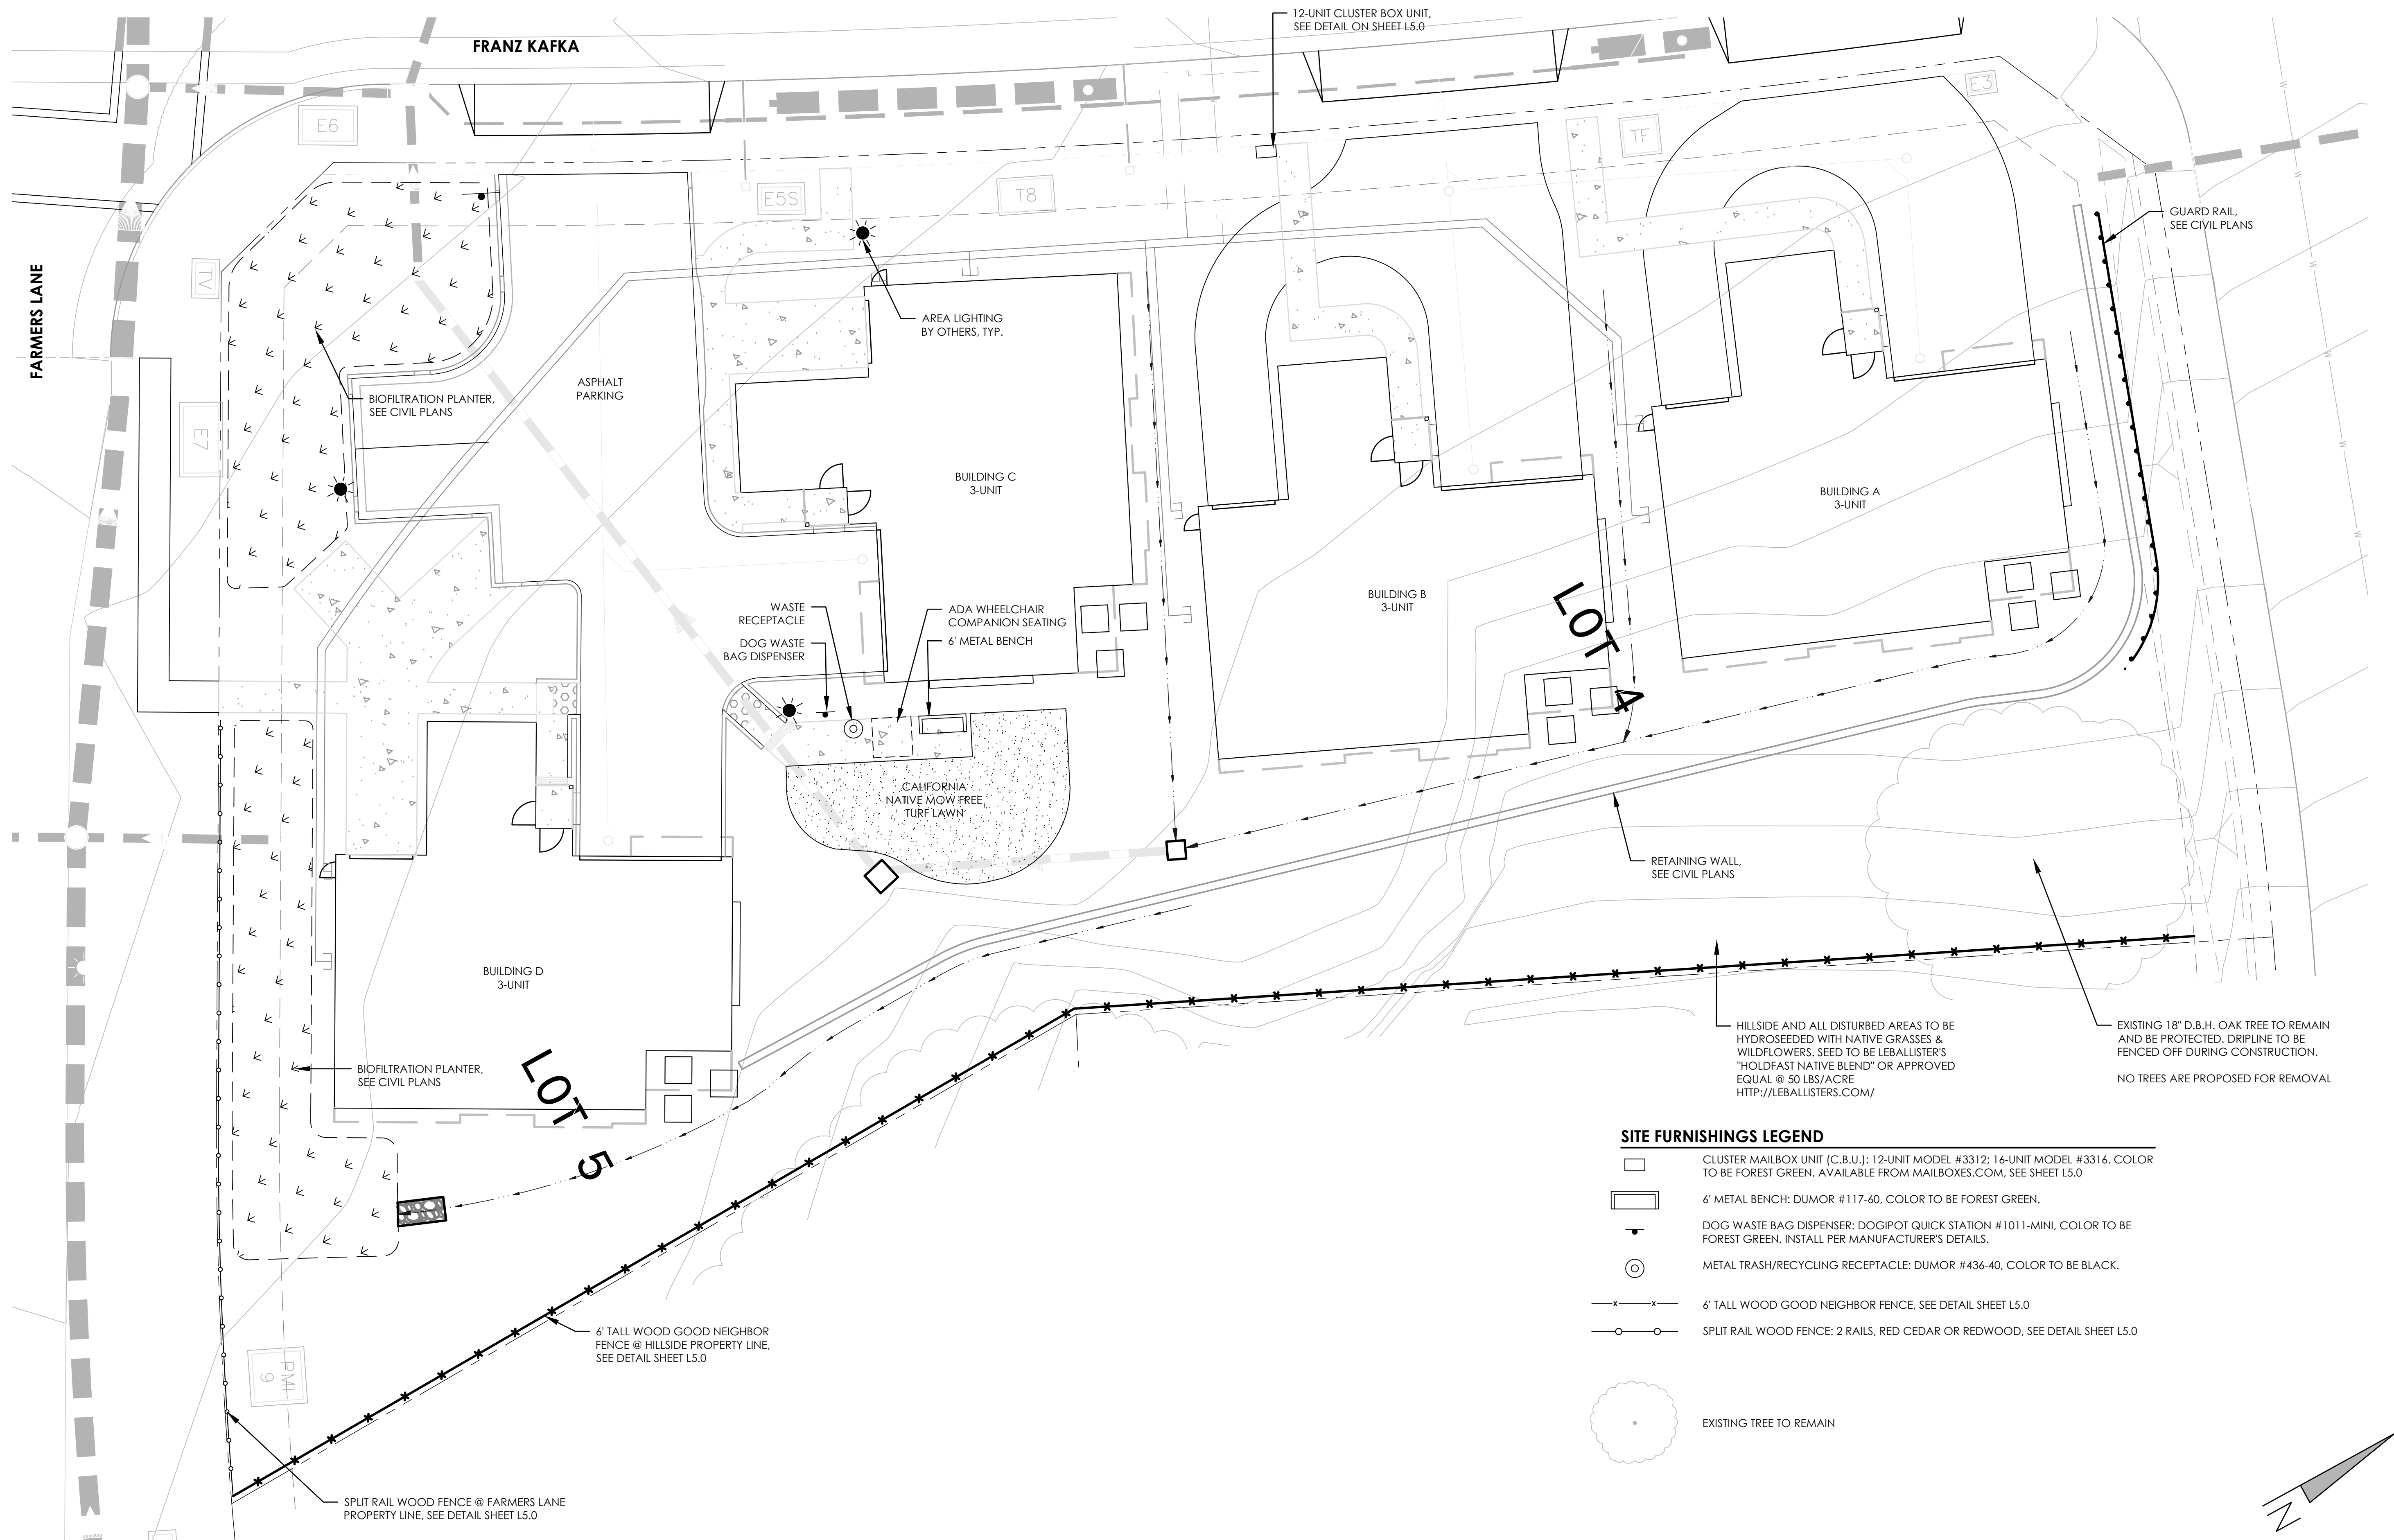 12-UNIT CLUSTER BOX UNIT,
SEE DETAIL ON SHEET L5.0
FRANZ KAFKA
E3
E6
TF
E5S
T8
GUARD RAIL,
SEE CIVIL PLANS
FARMERS LANE
TV
AREA LIGHTING
BY OTHERS, TYP.
ASPHALT
PARKING
BIOFILTRATION PLANTER,
SEE CIVIL PLANS
E7
BUILDING C
3-UNIT
BUILDING A
3-UNIT
BUILDING B
3-UNIT
LOT 4
WASTE
RECEPTACLE
DOG WASTE
BAG DISPENSER
ADA WHEELCHAIR
COMPANION SEATING
6' METAL BENCH
CALIFORNIA
NATIVE MOW FREE
TURF LAWN
RETAINING WALL,
SEE CIVIL PLANS
BUILDING D
3-UNIT
BIOFILTRATION PLANTER,
SEE CIVIL PLANS
LOT 5
HILLSIDE AND ALL DISTURBED AREAS TO BE
HYDROSEEDED WITH NATIVE GRASSES &
WILDFLOWERS. SEED TO BE LEBALLISTER'S
"HOLDFAST NATIVE BLEND" OR APPROVED
EQUAL @ 50 LBS/ACRE
HTTP://LEBALLISTERS.COM/
EXISTING 18" D.B.H. OAK TREE TO REMAIN
AND BE PROTECTED. DRIPLINE TO BE
FENCED OFF DURING CONSTRUCTION.
NO TREES ARE PROPOSED FOR REMOVAL
SITE FURNISHINGS LEGEND
CLUSTER MAILBOX UNIT (C.B.U.): 12-UNIT MODEL #3312; 16-UNIT MODEL #3316. COLOR
TO BE FOREST GREEN. AVAILABLE FROM MAILBOXES.COM, SEE SHEET L5.0
6' METAL BENCH: DUMOR #117-60, COLOR TO BE FOREST GREEN.
DOG WASTE BAG DISPENSER: DOGIPOT QUICK STATION #1011-MINI, COLOR TO BE
FOREST GREEN. INSTALL PER MANUFACTURER'S DETAILS.
METAL TRASH/RECYCLING RECEPTACLE: DUMOR #436-40, COLOR TO BE BLACK.
6' TALL WOOD GOOD NEIGHBOR FENCE, SEE DETAIL SHEET L5.0
SPLIT RAIL WOOD FENCE: 2 RAILS, RED CEDAR OR REDWOOD, SEE DETAIL SHEET L5.0
EXISTING TREE TO REMAIN
6' TALL WOOD GOOD NEIGHBOR
FENCE @ HILLSIDE PROPERTY LINE,
SEE DETAIL SHEET L5.0
PMI
9
SPLIT RAIL WOOD FENCE @ FARMERS LANE
PROPERTY LINE, SEE DETAIL SHEET L5.0
N